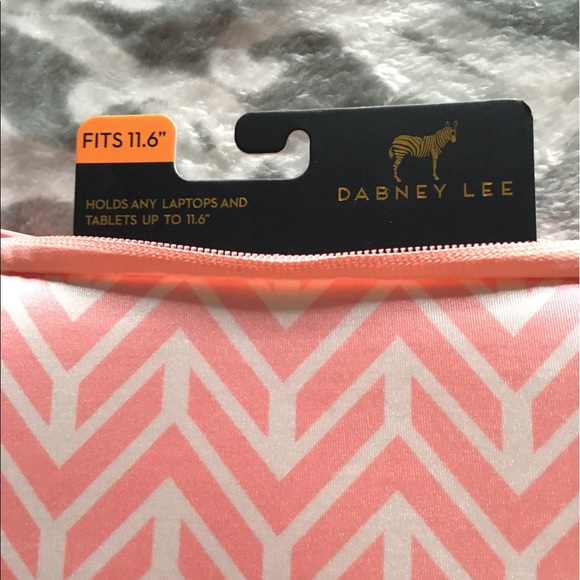 FITS 11.6"
HOLDS ANY LAPTOPS AND
TABLETS UP TO 11.6"
DABNEY LEE